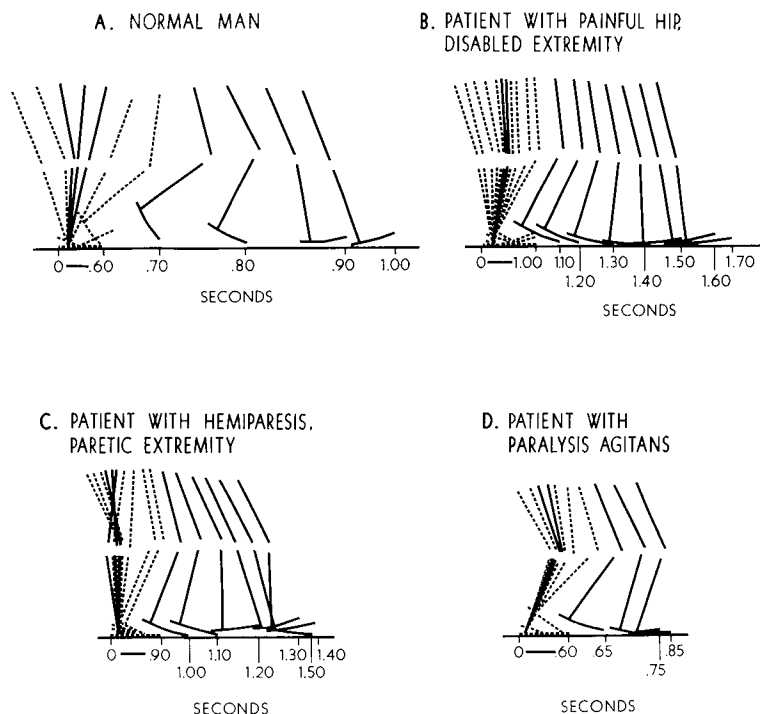 A. NORMAL MAN
B. PATIENT WITH PAINFUL HIP,
DISABLED EXTREMITY
0—.60 .70 .80 .90 1.00
SECONDS
0—1.00 1.10 1.20 1.30 1.40 1.50 1.60 1.70
SECONDS
C. PATIENT WITH HEMIPARESIS,
PARETIC EXTREMITY
D. PATIENT WITH
PARALYSIS AGITANS
0—.90 1.00 1.10 1.20 1.30 1.50 1.40
SECONDS
0—.60 .65 .75 .85
SECONDS